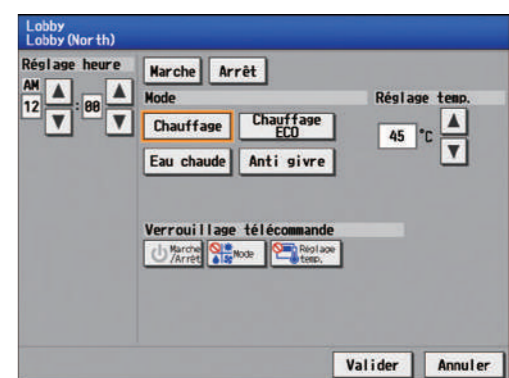 Lobby
Lobby(North)
Réglage heure
AM
12 : 00
Marche Arrêt
Mode
Réglage temp.
Chauffage
Chauffage
ECO
45 °C
Eau chaude
Anti givre
Verrouillage télécommande
Marche
/Arrêt
Mode
Réglage
temp.
Valider
Annuler